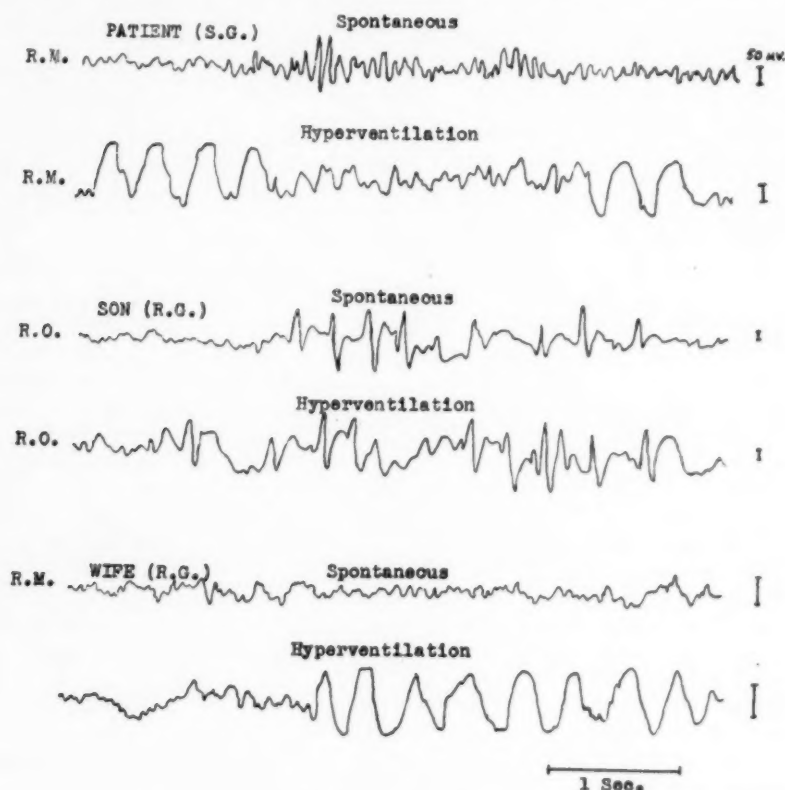 Spontaneous
PATIENT (S.G.)
R.M.
50 MV.
Hyperventilation
R.M.
Spontaneous
SON (R.G.)
R.O.
Hyperventilation
R.O.
R.M.
WIFE (R.G.)
Spontaneous
Hyperventilation
1 Sec.